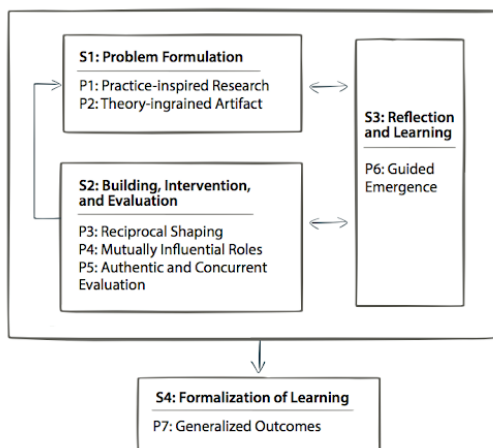 S1: Problem Formulation
P1: Practice-inspired Research
P2: Theory-ingrained Artifact
S2: Building, Intervention,
and Evaluation
P3: Reciprocal Shaping
P4: Mutually Influential Roles
P5: Authentic and Concurrent
Evaluation
S3: Reflection
and Learning
P6: Guided
Emergence
S4: Formalization of Learning
P7: Generalized Outcomes